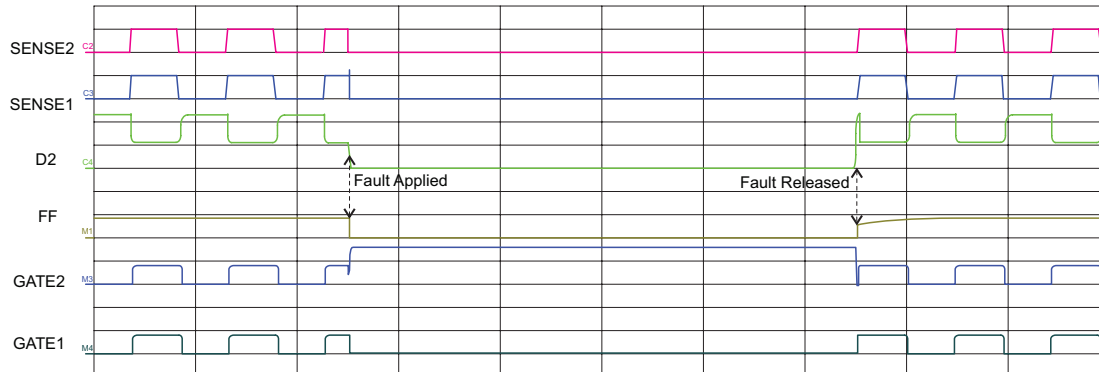 SENSE2
C2
SENSE1
C3
D2
C4
Fault Applied
Fault Released
FF
M1
GATE2
M3
GATE1
M4